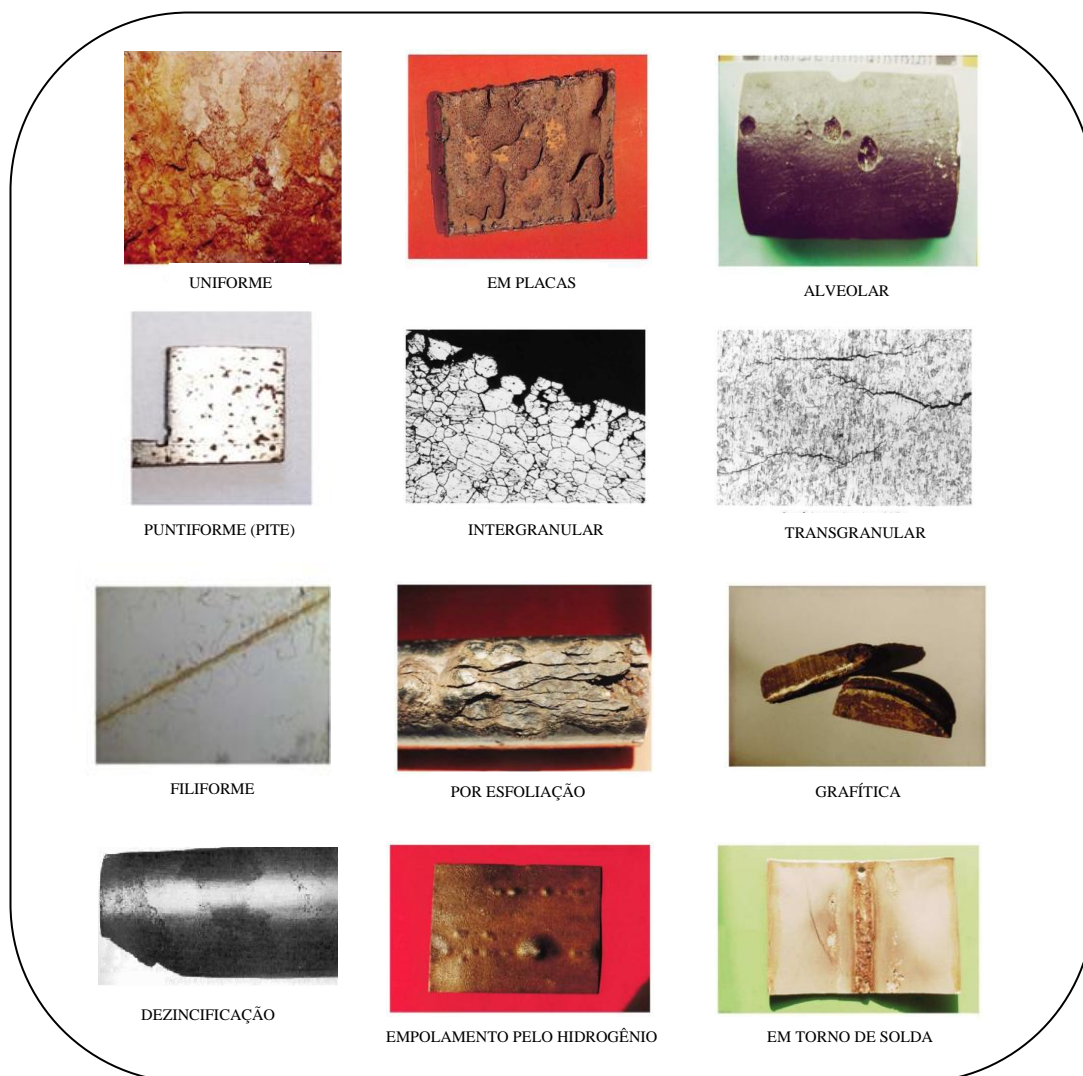 UNIFORME
EM PLACAS
ALVEOLAR
PUNTIFORME (PITE)
INTERGRANULAR
TRANSGRANULAR
FILIFORME
POR ESFOLIAÇÃO
GRAFÍTICA
DEZINCIFICAÇÃO
EMPOLAMENTO PELO HIDROGÊNIO
EM TORNO DE SOLDA